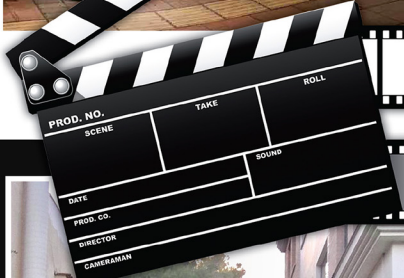 PROD. NO.
SCENE TAKE ROLL
DATE SOUND
PROD. CO.
DIRECTOR
CAMERAMAN